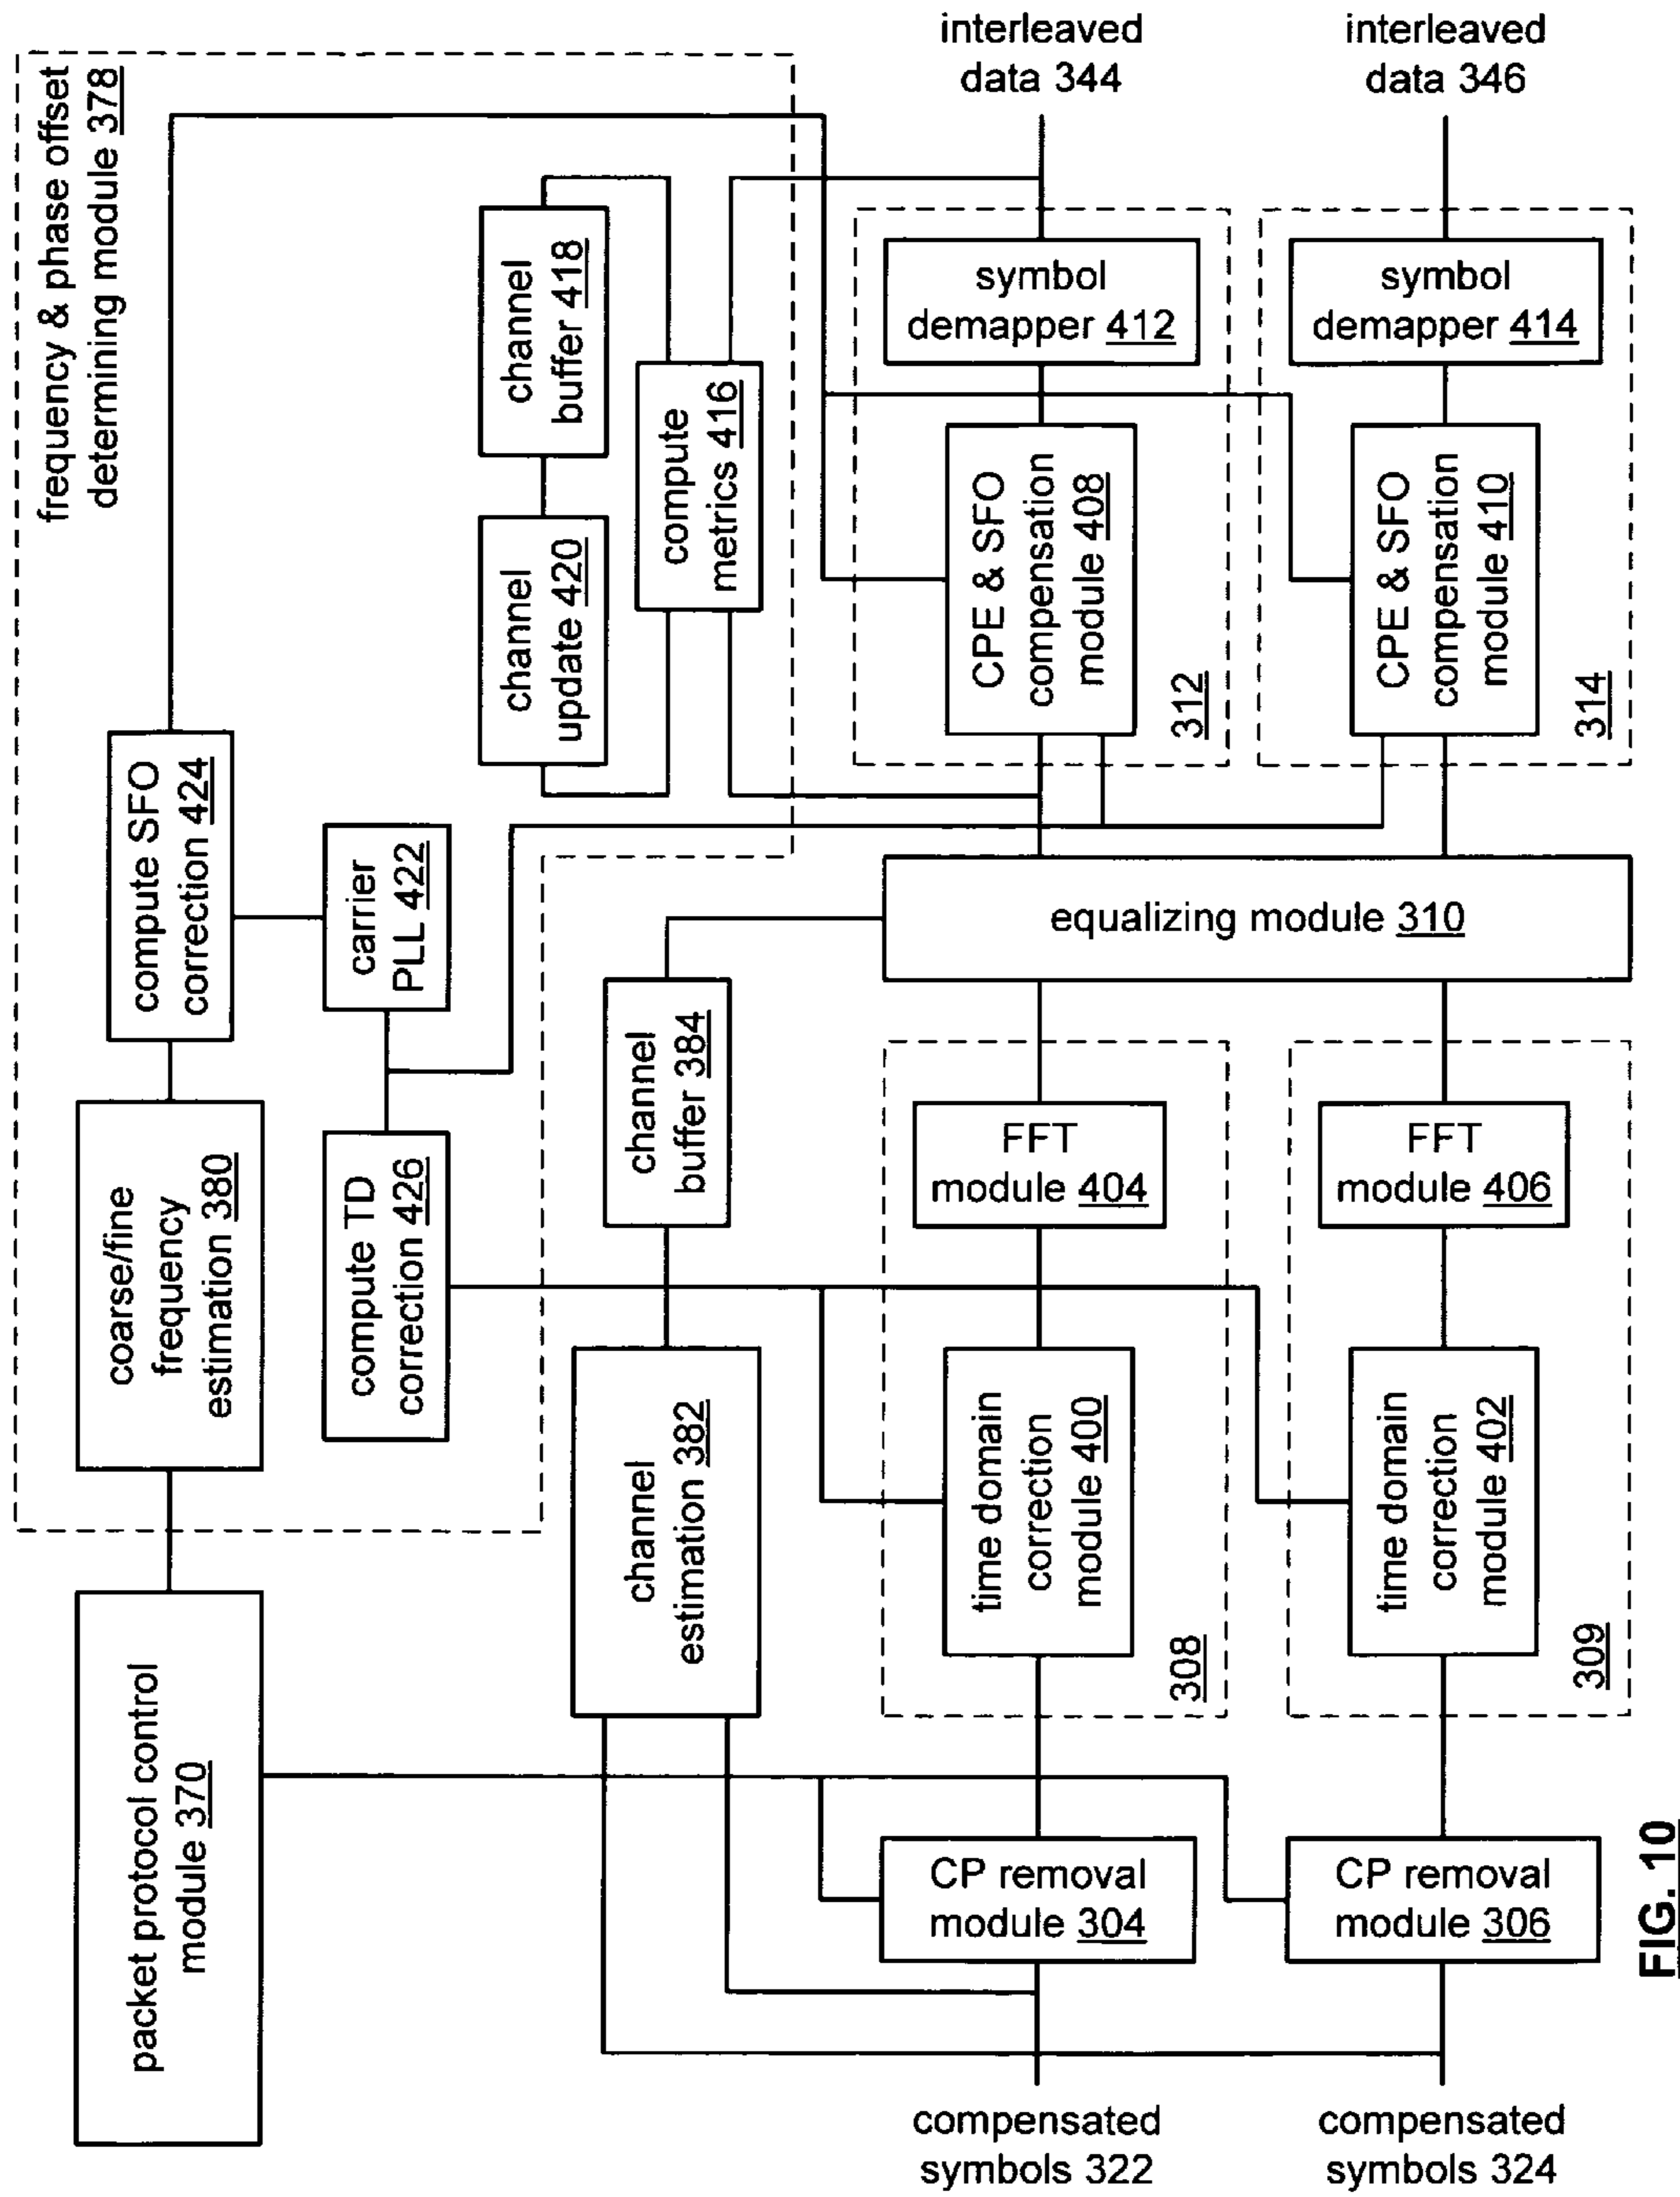 interleaved
data 344
interleaved
data 346
frequency & phase offset
determining module 378
channel
buffer 418
channel
update 420
compute
metrics 416
symbol
demapper 412
symbol
demapper 414
CPE & SFO
compensation
module 408
312
CPE & SFO
compensation
module 410
314
compute SFO
correction 424
carrier
PLL 422
equalizing module 310
coarse/fine
frequency
estimation 380
compute TD
correction 426
channel
buffer 384
FFT
module 404
FFT
module 406
channel
estimation 382
time domain
correction
module 400
308
time domain
correction
module 402
309
packet protocol control
module 370
CP removal
module 304
CP removal
module 306
compensated
symbols 322
compensated
symbols 324
FIG. 10